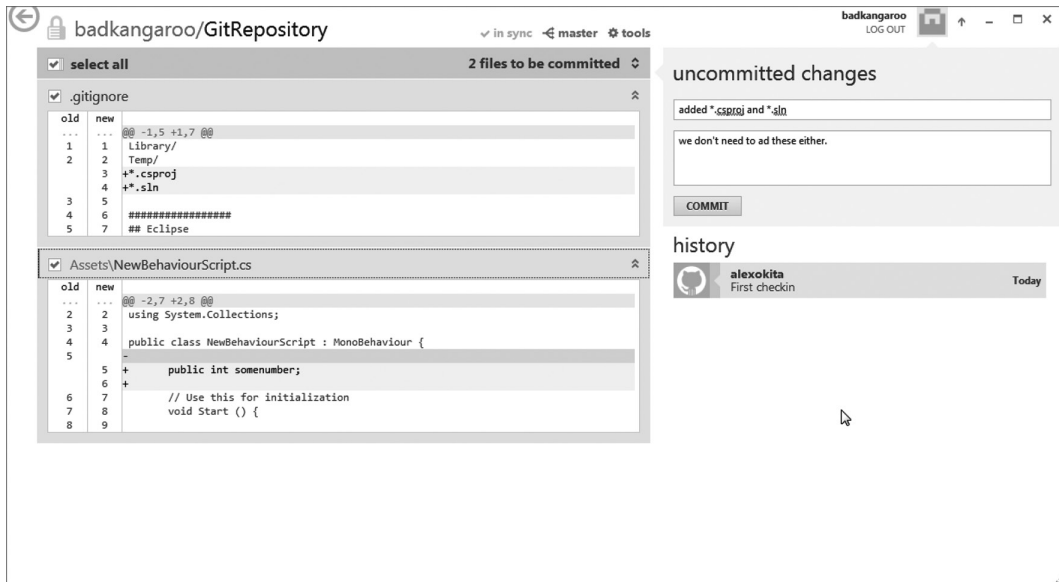 badkangaroo/GitRepository
in sync master tools
badkangaroo
LOG OUT
select all 2 files to be committed
.gitignore
old new
... ... @@ -1,5 +1,7 @@
1 1 Library/
2 2 Temp/
3 +*.csproj
4 +*.sln
3 5
4 6 #################
5 7 ## Eclipse
Assets\NewBehaviourScript.cs
old new
... ... @@ -2,7 +2,8 @@
2 2 using System.Collections;
3 3
4 4 public class NewBehaviourScript : MonoBehaviour {
5 -
5 + public int somenumber;
6 +
6 7 // Use this for initialization
7 8 void Start () {
8 9
uncommitted changes
added *.csproj and *.sln
we don't need to ad these either.
COMMIT
history
alexokita
First checkin Today